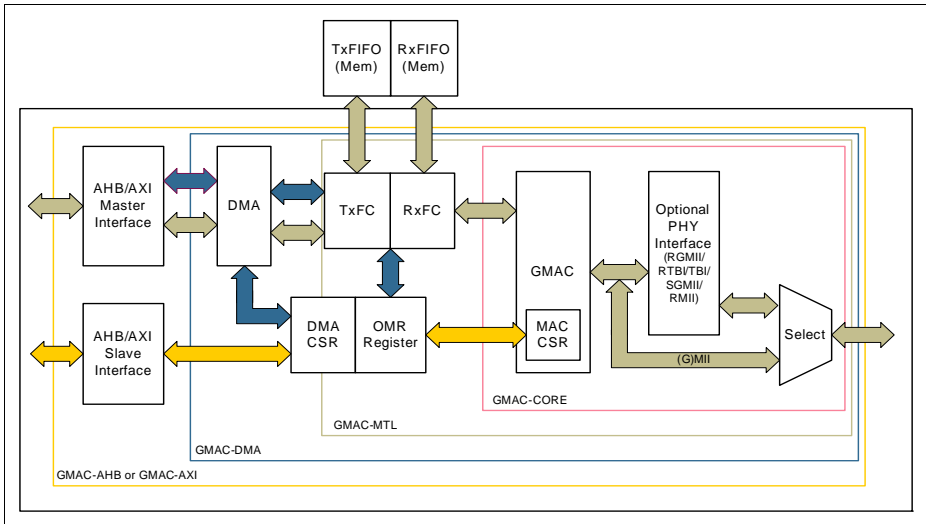 TxFIFO
(Mem)
RxFIFO
(Mem)
AHB/AXI
Master
Interface
DMA
TxFC
RxFC
GMAC
Optional
PHY
Interface
(RGMII/
RTBI/TBI/
SGMII/
RMII)
AHB/AXI
Slave
Interface
DMA
CSR
OMR
Register
MAC
CSR
Select
(G)MII
GMAC-CORE
GMAC-MTL
GMAC-DMA
GMAC-AHB or GMAC-AXI